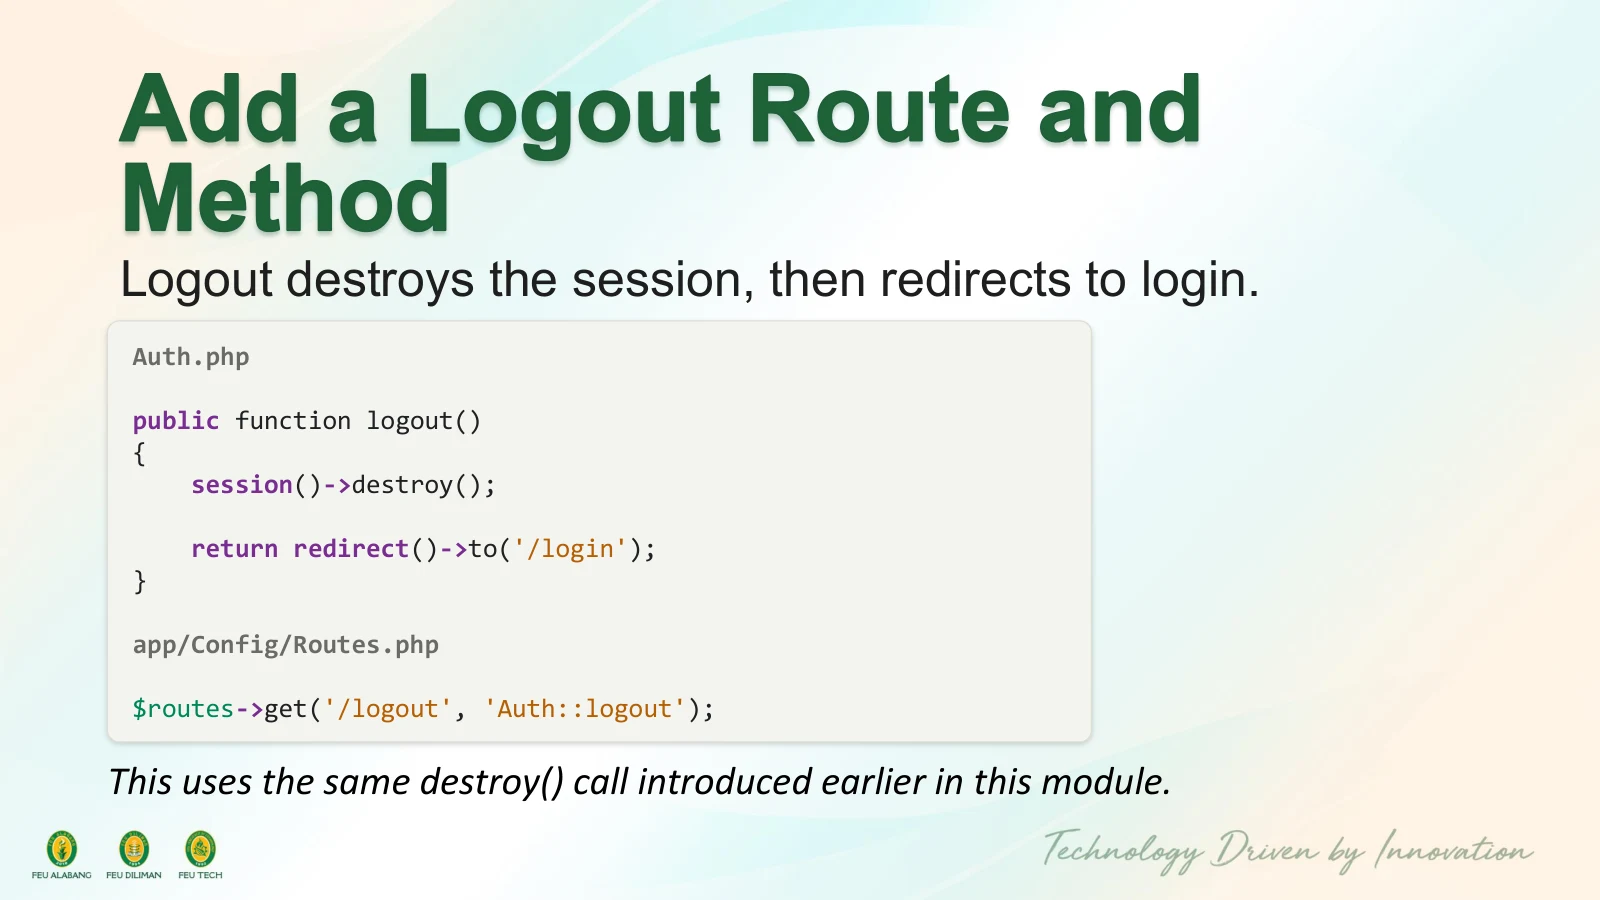 Add a Logout Route and
Method
Logout destroys the session, then redirects to login.
Auth.php
public function logout()
{
    session()->destroy();
    return redirect()->to('/login');
}
app/Config/Routes.php
$routes->get('/logout', 'Auth::logout');
This uses the same destroy() call introduced earlier in this module.
FEU ALABANG FEU DILIMAN FEU TECH
Technology Driven by Innovation